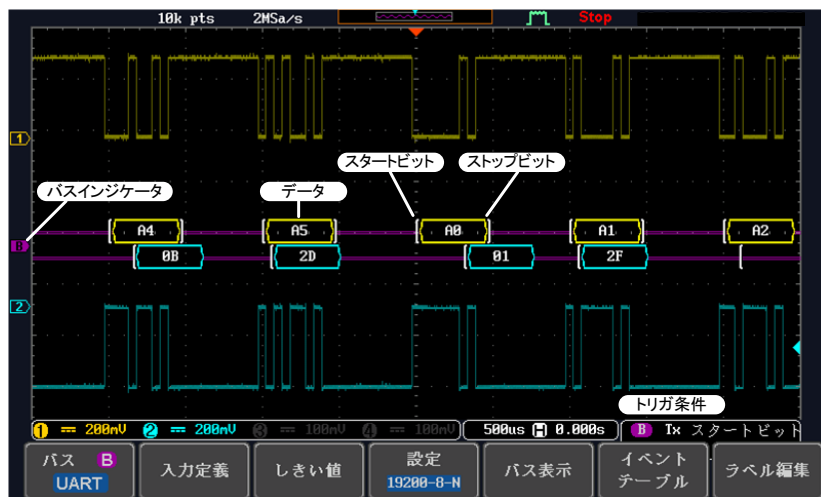 10k pts 2MSa/s Stop
1
スタートビット ストップビット
バスインジケータ データ
A4 A5 A0 A1 A2
B
0B 2D 01 2F
2
トリガ条件
1 200mV 2 200mV 3 100mV 4 100mV 500us H 0.000s B Tx スタートビット
バス B
UART
入力定義
しきい値
設定
19200-8-N
バス表示
イベント
テーブル
ラベル編集